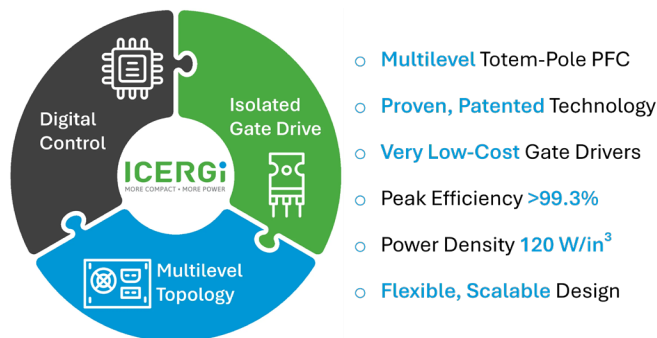 Digital
Control
Isolated
Gate Drive
ICERGi
MORE COMPACT • MORE POWER
Multilevel
Topology
○ Multilevel Totem-Pole PFC
○ Proven, Patented Technology
○ Very Low-Cost Gate Drivers
○ Peak Efficiency >99.3%
○ Power Density 120 W/in³
○ Flexible, Scalable Design